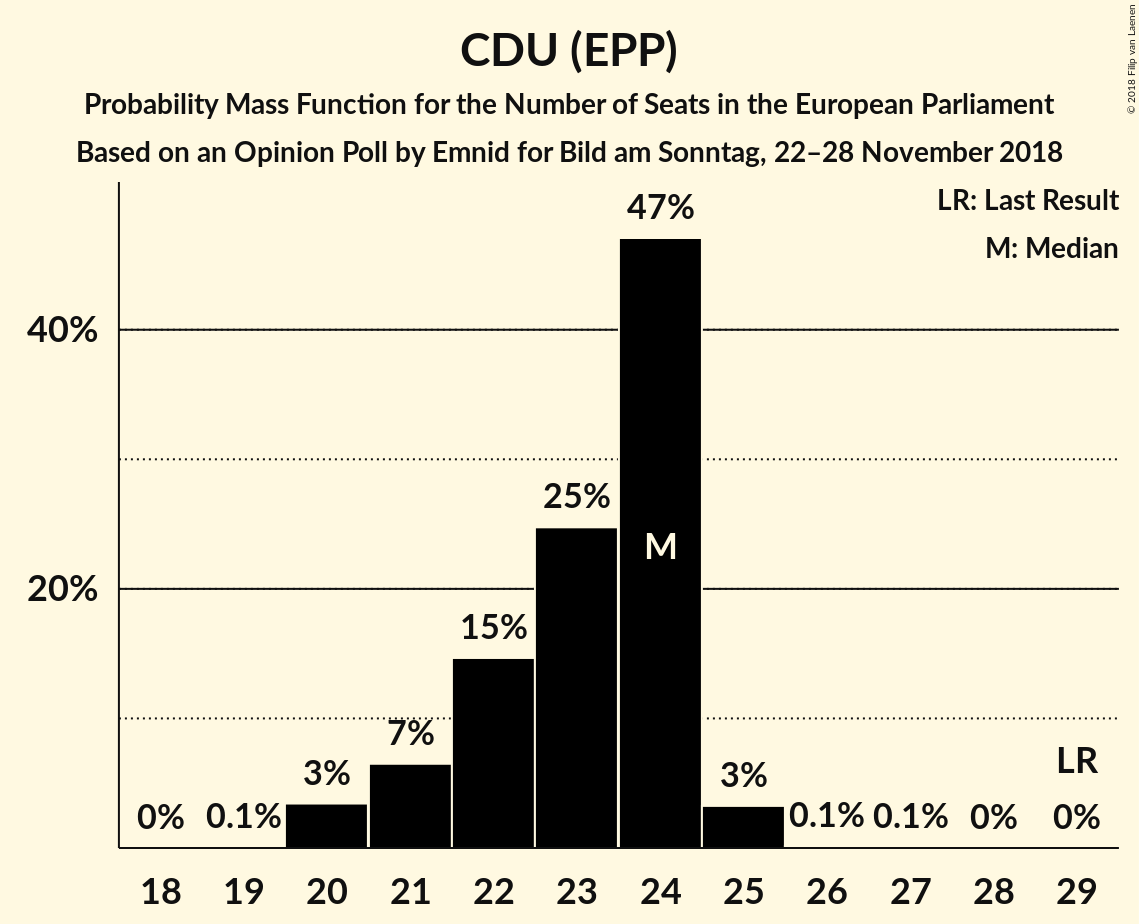 CDU (EPP)
Probability Mass Function for the Number of Seats in the European Parliament
Based on an Opinion Poll by Emnid for Bild am Sonntag, 22–28 November 2018
© 2018 Filip van Laenen
LR: Last Result
M: Median
47%
40%
25%
M
20%
15%
7%
LR
3%
3%
0%
0.1%
0.1%
0.1%
0%
0%
18 19 20 21 22 23 24 25 26 27 28 29